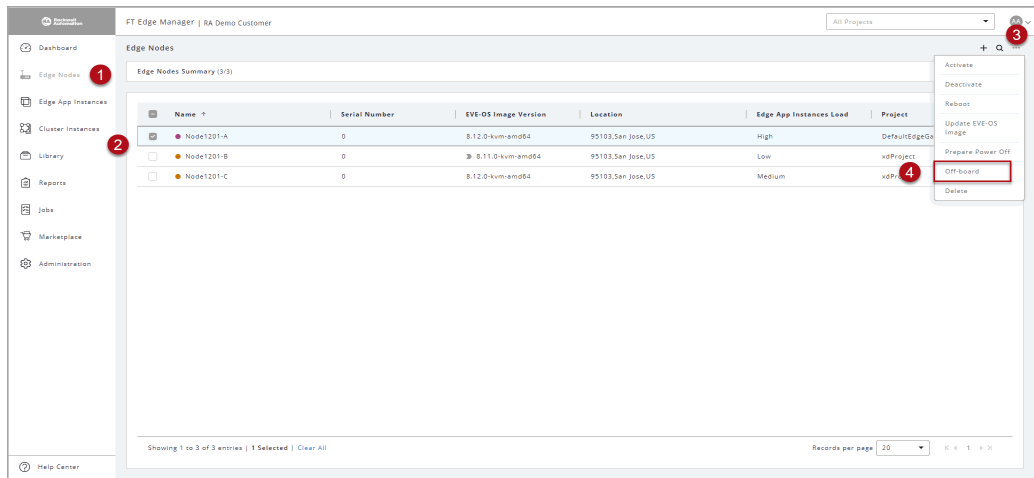 Rockwell Automation
FT Edge Manager | RA Demo Customer
All Projects
AA
3
Dashboard
Edge Nodes
1
Edge App Instances
Cluster Instances
Library
Reports
Jobs
Marketplace
Administration
Help Center
Edge Nodes
Edge Nodes Summary (3/3)
Name Serial Number EVE-OS Image Version Location Edge App Instances Load Project
2
Node1201-A 0 8.12.0-kvm-amd64 95103,San Jose,US High DefaultEdgeGa
Node1201-B 0 8.11.0-kvm-amd64 95103,San Jose,US Low xdProject
Node1201-C 0 8.12.0-kvm-amd64 95103,San Jose,US Medium
Activate
Deactivate
Reboot
Update EVE-OS
Image
Prepare Power Off
4
Off-board
Delete
Showing 1 to 3 of 3 entries | 1 Selected | Clear All
Records per page 20
1